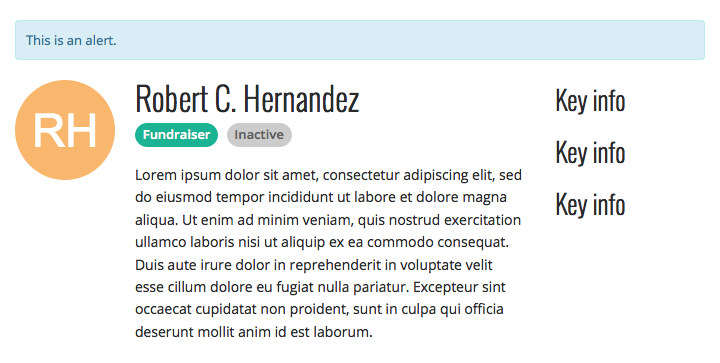 This is an alert.
RH
Robert C. Hernandez
Fundraiser Inactive
Lorem ipsum dolor sit amet, consectetur adipiscing elit, sed
do eiusmod tempor incididunt ut labore et dolore magna
aliqua. Ut enim ad minim veniam, quis nostrud exercitation
ullamco laboris nisi ut aliquip ex ea commodo consequat.
Duis aute irure dolor in reprehenderit in voluptate velit
esse cillum dolore eu fugiat nulla pariatur. Excepteur sint
occaecat cupidatat non proident, sunt in culpa qui officia
deserunt mollit anim id est laborum.
Key info
Key info
Key info